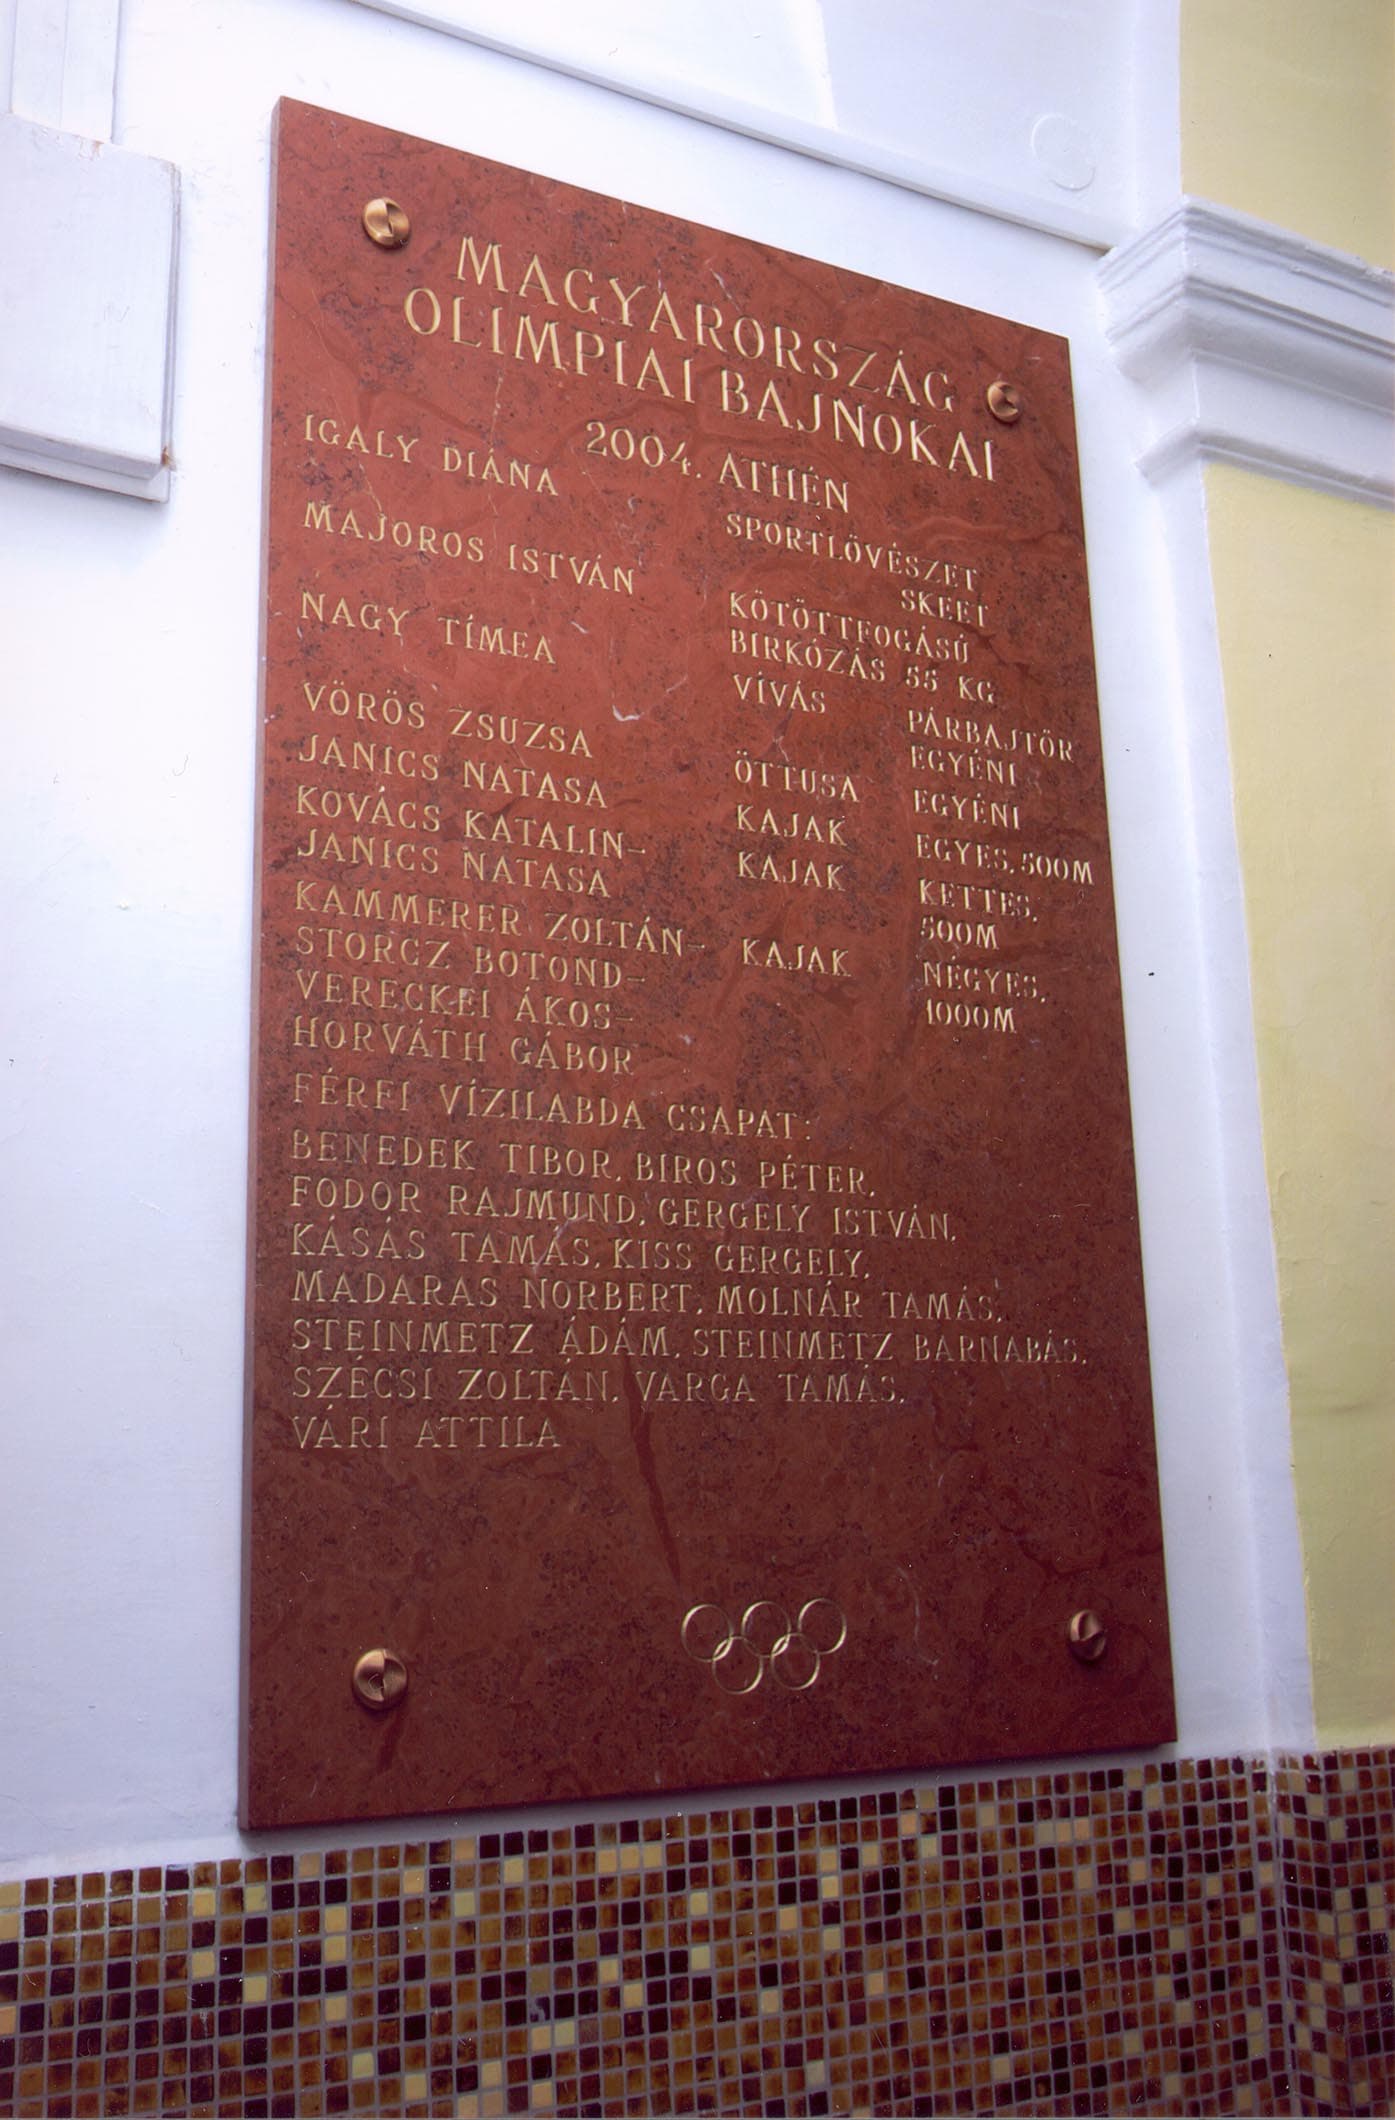 MAGYARORSZÁG
OLIMPIAI BAJNOKAI
2004. ATHÉN
IGALY DIÁNA SPORTLÖVÉSZET
SKEET
MAJOROS ISTVÁN KÖTÖTTFOGÁSÚ
BIRKÓZÁS 55 KG
NAGY TÍMEA VÍVÁS PÁRBAJTŐR
EGYÉNI
VÖRÖS ZSUZSA ÖTTUSA EGYÉNI
JANICS NATASA KAJAK EGYES, 500M
KOVÁCS KATALIN- KAJAK KETTES,
JANICS NATASA 500M
KAMMERER ZOLTÁN- KAJAK NÉGYES,
STORCZ BOTOND- 1000M
VERECKEI ÁKOS-
HORVÁTH GÁBOR
FÉRFI VÍZILABDA CSAPAT:
BENEDEK TIBOR, BIROS PÉTER,
FODOR RAJMUND, GERGELY ISTVÁN,
KÁSÁS TAMÁS, KISS GERGELY,
MADARAS NORBERT, MOLNÁR TAMÁS,
STEINMETZ ÁDÁM, STEINMETZ BARNABÁS,
SZÉCSI ZOLTÁN, VARGA TAMÁS,
VÁRI ATTILA